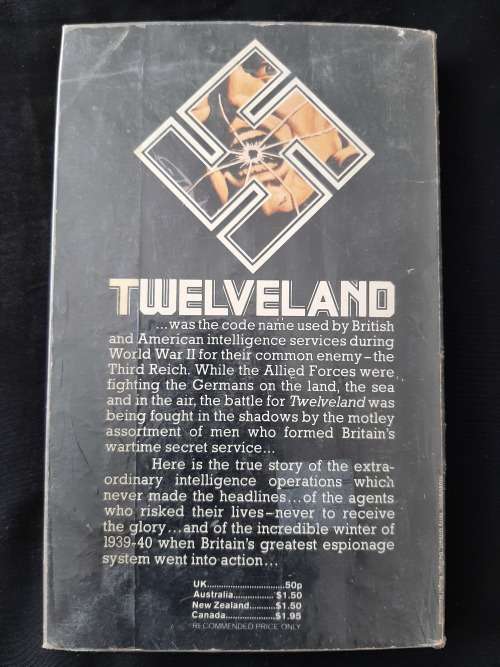 TWELVELAND
...was the code name used by British
and American intelligence services during
World War II for their common enemy–the
Third Reich. While the Allied Forces were
fighting the Germans on the land, the sea
and in the air, the battle for Twelveland was
being fought in the shadows by the motley
assortment of men who formed Britain's
wartime secret service...
Here is the true story of the extra-
ordinary intelligence operations which
never made the headlines...of the agents
who risked their lives–never to receive
the glory...and of the incredible winter of
1939-40 when Britain's greatest espionage
system went into action...
UK..............................50p
Australia................$1.50
New Zealand..........$1.50
Canada....................$1.95
RECOMMENDED PRICE ONLY